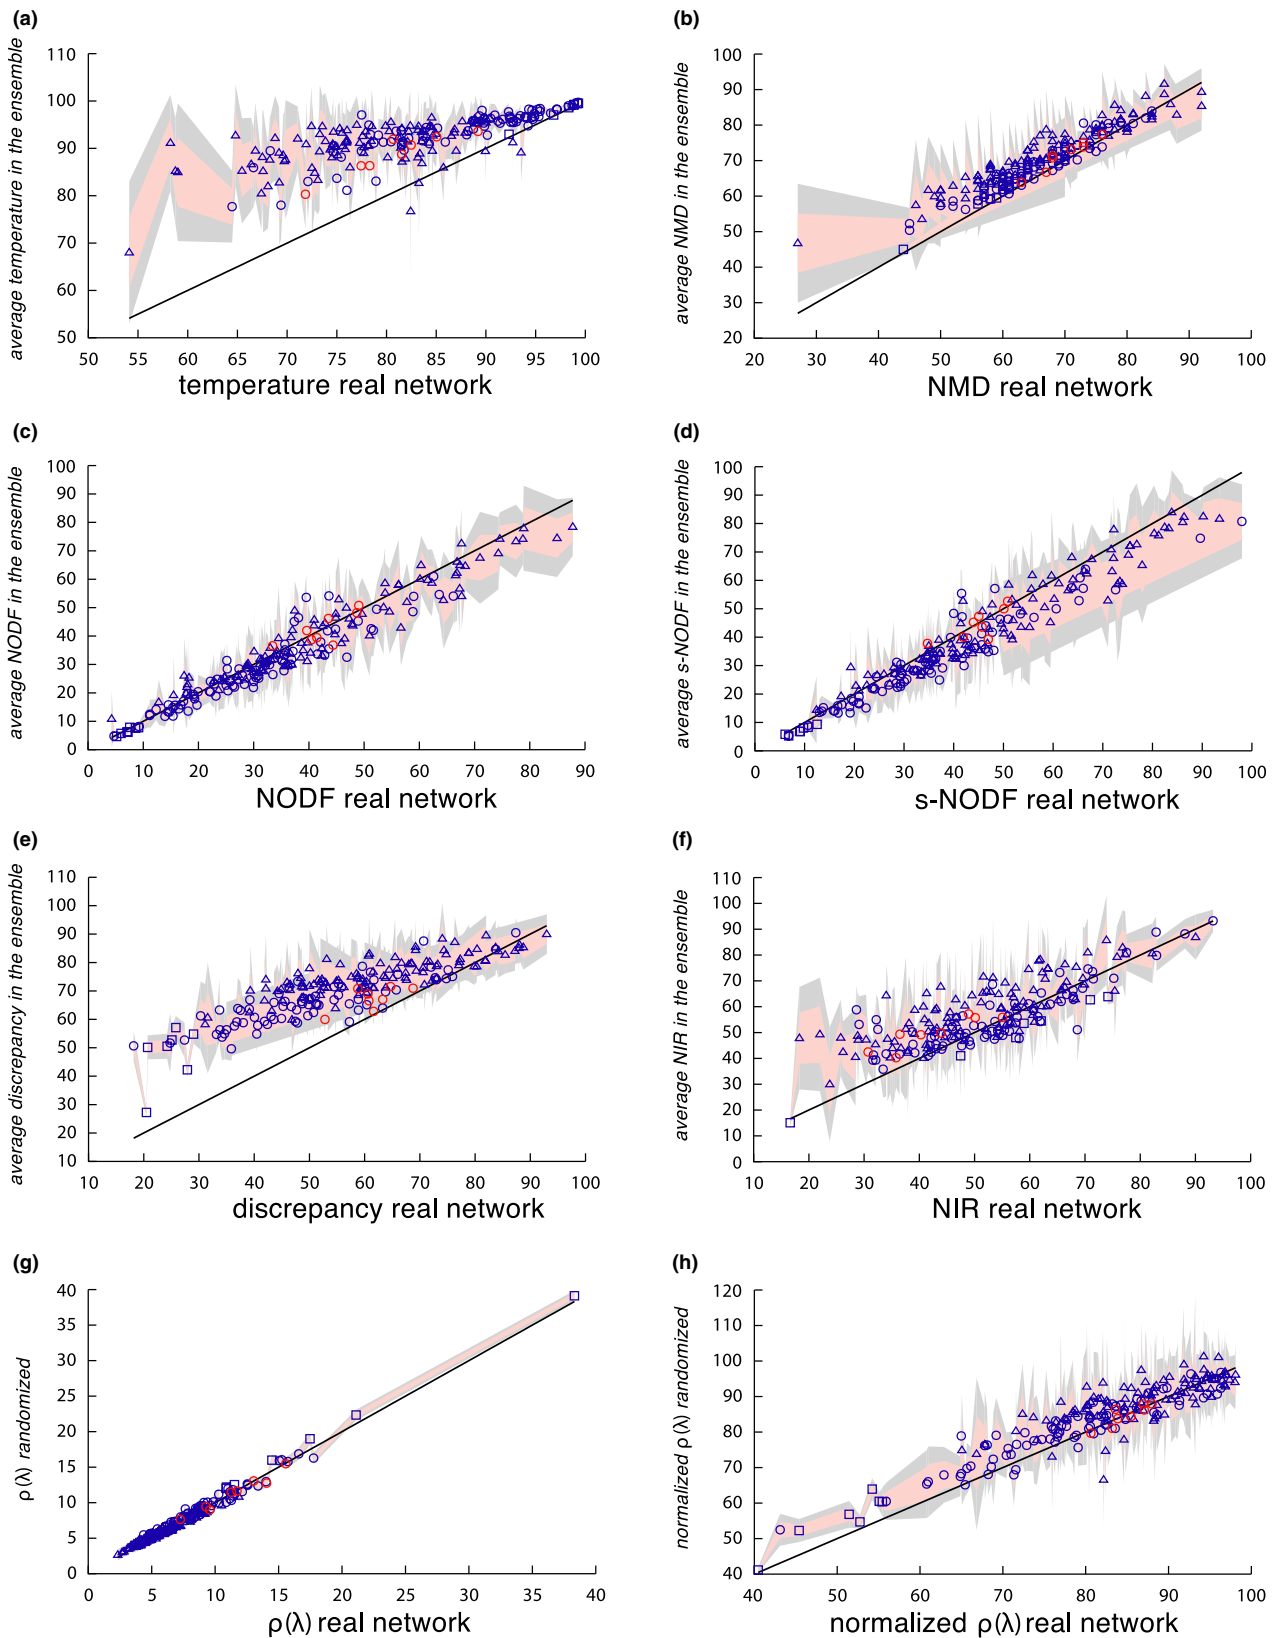 (a)
110
100
90
80
70
60
50
average temperature in the ensemble
50 55 60 65 70 75 80 85 90 95 100
temperature real network
(b)
100
90
80
70
60
50
40
30
20
average NMD in the ensemble
20 30 40 50 60 70 80 90 100
NMD real network
(c)
100
90
80
70
60
50
40
30
20
10
0
average NODF in the ensemble
0 10 20 30 40 50 60 70 80 90
NODF real network
(d)
100
90
80
70
60
50
40
30
20
10
0
average s-NODF in the ensemble
0 10 20 30 40 50 60 70 80 90 100
s-NODF real network
(e)
110
100
90
80
70
60
50
40
30
20
10
average discrepancy in the ensemble
10 20 30 40 50 60 70 80 90 100
discrepancy real network
(f)
110
100
90
80
70
60
50
40
30
20
10
0
average NIR in the ensemble
10 20 30 40 50 60 70 80 90 100
NIR real network
(g)
40
35
30
25
20
15
10
5
0
ρ(λ) randomized
0 5 10 15 20 25 30 35 40
ρ(λ) real network
(h)
120
110
100
90
80
70
60
50
40
normalized ρ(λ) randomized
40 50 60 70 80 90 100
normalized ρ(λ) real network